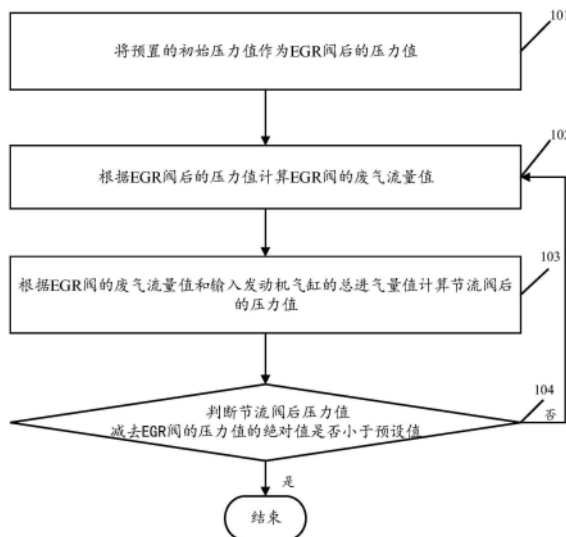 101
将预置的初始压力值作为EGR阀后的压力值
102
根据EGR阀后的压力值计算EGR阀的废气流量值
103
根据EGR阀的废气流量值和输入发动机气缸的总进气量值计算节流阀后
的压力值
104
判断节流阀后压力值
减去EGR阀的压力值的绝对值是否小于预设值
否
是
结束